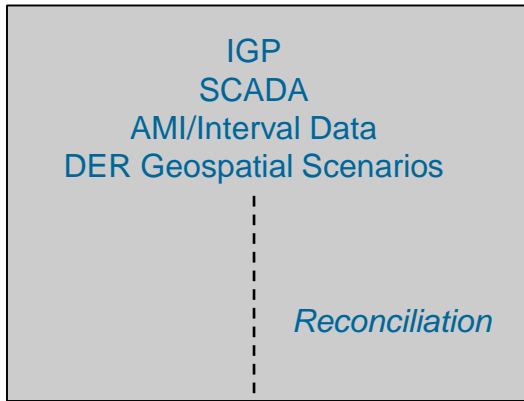 IGP
SCADA
AMI/Interval Data
DER Geospatial Scenarios
Reconciliation